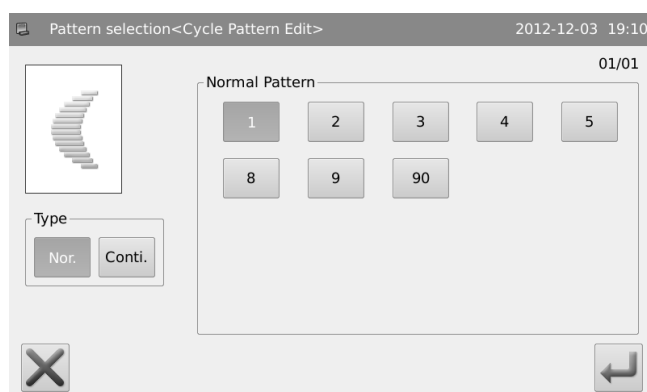 Pattern selection<Cycle Pattern Edit> 2012-12-03 19:10
01/01
Normal Pattern
1 2 3 4 5
8 9 90
Type
Nor. Conti.